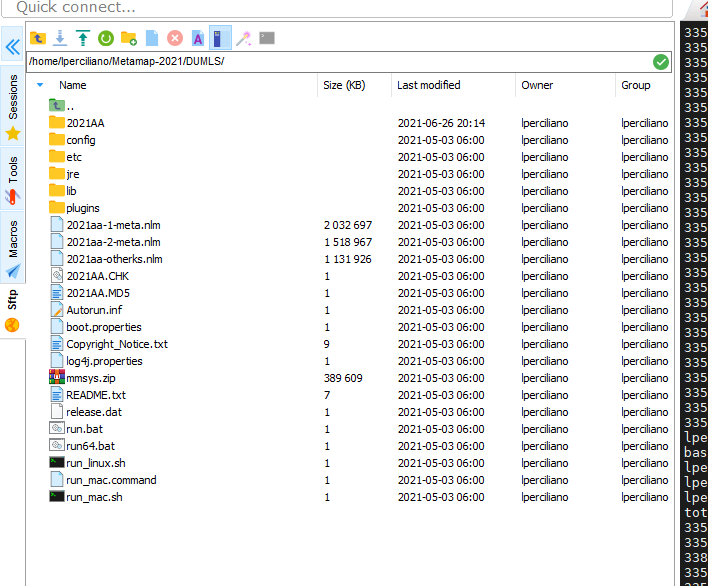 Quick connect...
/home/lperciliano/Metamap-2021/DUMLS/
Name Size (KB) Last modified Owner Group
..
2021AA 2021-06-26 20:14 lperciliano lperciliano
config 2021-05-03 06:00 lperciliano lperciliano
etc 2021-05-03 06:00 lperciliano lperciliano
jre 2021-05-03 06:00 lperciliano lperciliano
lib 2021-05-03 06:00 lperciliano lperciliano
plugins 2021-05-03 06:00 lperciliano lperciliano
2021aa-1-meta.nlm 2 032 697 2021-05-03 06:00 lperciliano lperciliano
2021aa-2-meta.nlm 1 518 967 2021-05-03 06:00 lperciliano lperciliano
2021aa-otherks.nlm 1 131 926 2021-05-03 06:00 lperciliano lperciliano
2021AA.CHK 1 2021-05-03 06:00 lperciliano lperciliano
2021AA.MD5 1 2021-05-03 06:00 lperciliano lperciliano
Autorun.inf 1 2021-05-03 06:00 lperciliano lperciliano
boot.properties 1 2021-05-03 06:00 lperciliano lperciliano
Copyright_Notice.txt 9 2021-05-03 06:00 lperciliano lperciliano
log4j.properties 1 2021-05-03 06:00 lperciliano lperciliano
mmsys.zip 389 609 2021-05-03 06:00 lperciliano lperciliano
README.txt 7 2021-05-03 06:00 lperciliano lperciliano
release.dat 1 2021-05-03 06:00 lperciliano lperciliano
run.bat 1 2021-05-03 06:00 lperciliano lperciliano
run64.bat 1 2021-05-03 06:00 lperciliano lperciliano
run_linux.sh 1 2021-05-03 06:00 lperciliano lperciliano
run_mac.command 1 2021-05-03 06:00 lperciliano lperciliano
run_mac.sh 1 2021-05-03 06:00 lperciliano lperciliano
Sessions
Tools
Macros
Sftp